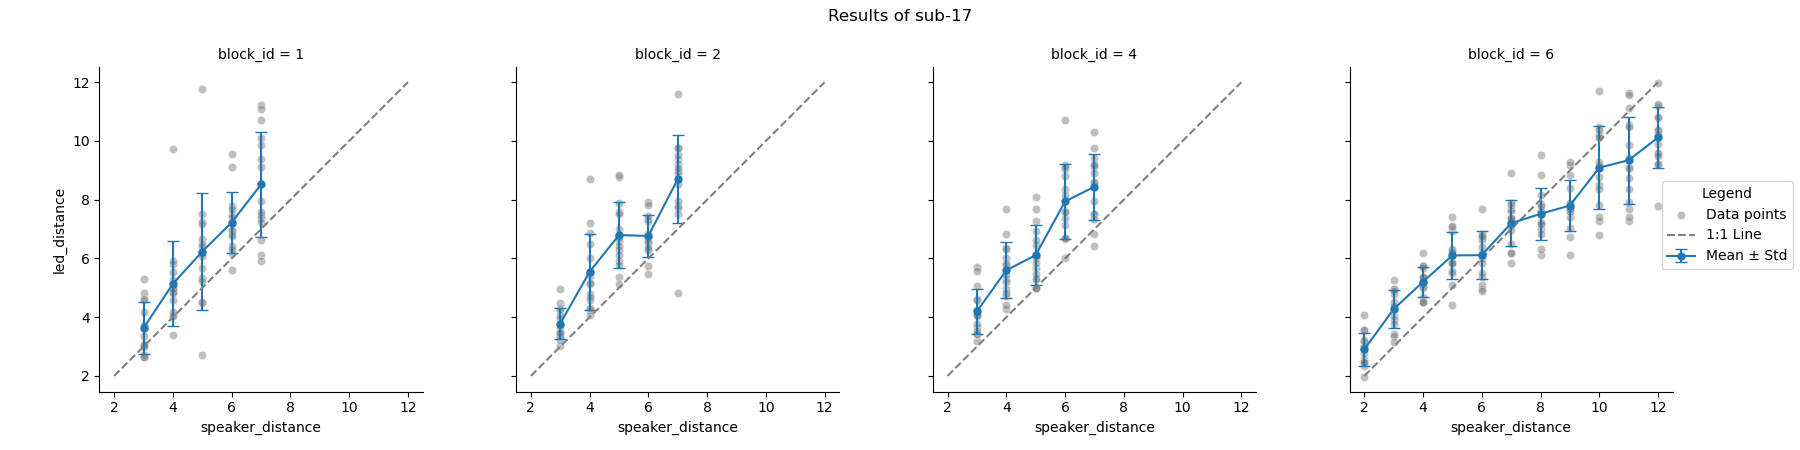 Results of sub-17
block_id = 1
block_id = 2
block_id = 4
block_id = 6
led_distance
12
10
8
6
4
2
2 4 6 8 10 12
2 4 6 8 10 12
2 4 6 8 10 12
2 4 6 8 10 12
speaker_distance
speaker_distance
speaker_distance
speaker_distance
Legend
Data points
1:1 Line
Mean ± Std